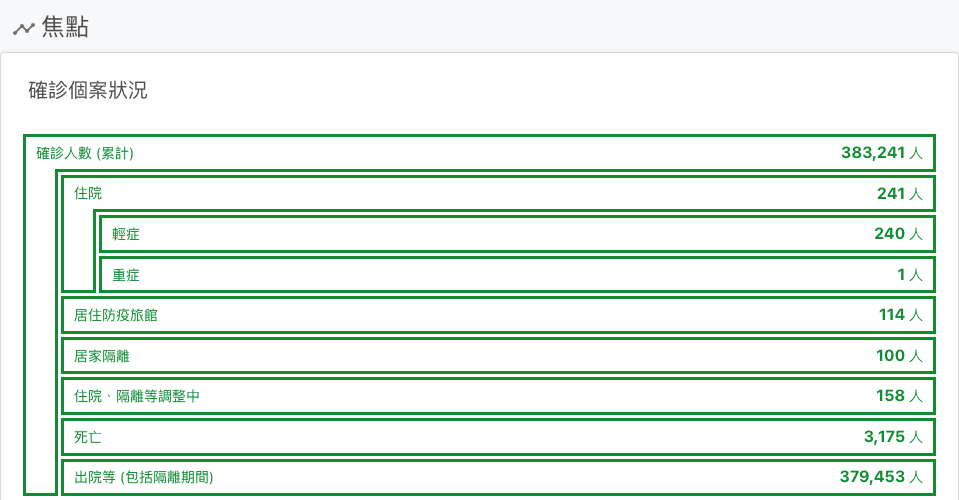 焦點
確診個案狀況
確診人數 (累計) 383,241 人
住院 241 人
輕症 240 人
重症 1 人
居住防疫旅館 114 人
居家隔離 100 人
住院、隔離等調整中 158 人
死亡 3,175 人
出院等 (包括隔離期間) 379,453 人